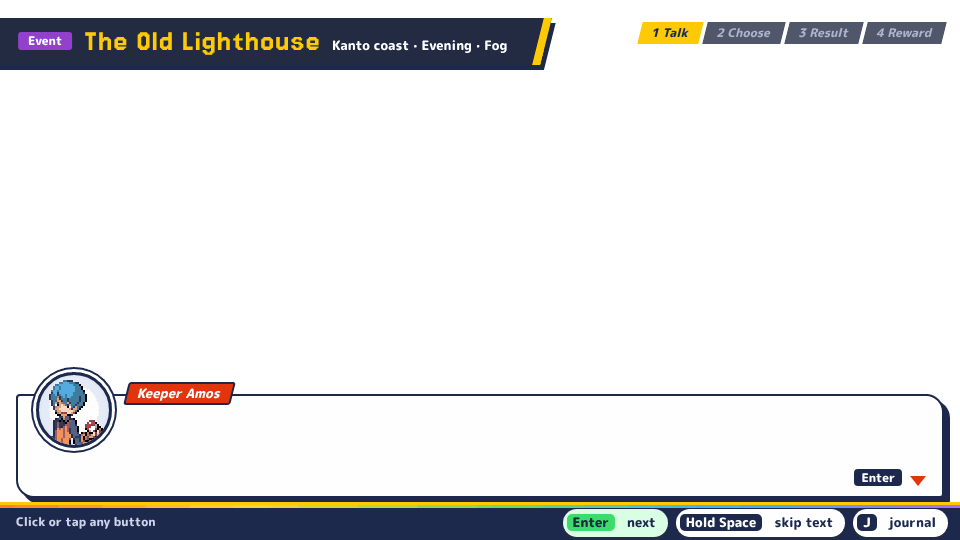 Event The Old Lighthouse Kanto coast · Evening · Fog
1 Talk 2 Choose 3 Result 4 Reward
Keeper Amos
Enter
Click or tap any button Enter next Hold Space skip text J journal